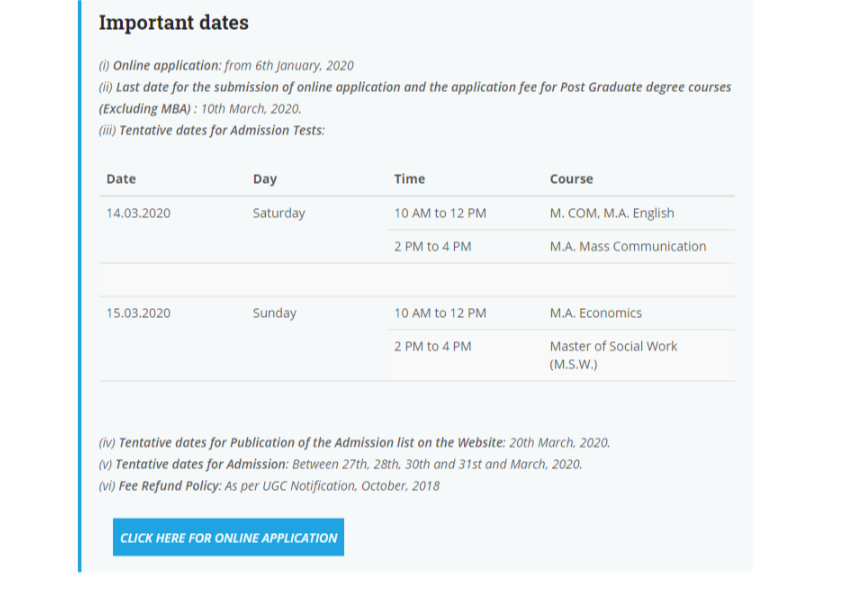 Important dates
(i) Online application: from 6th January, 2020
(ii) Last date for the submission of online application and the application fee for Post Graduate degree courses
(Excluding MBA) : 10th March, 2020.
(iii) Tentative dates for Admission Tests:
Date Day Time Course
14.03.2020 Saturday 10 AM to 12 PM M. COM, M.A. English
2 PM to 4 PM M.A. Mass Communication
15.03.2020 Sunday 10 AM to 12 PM M.A. Economics
2 PM to 4 PM Master of Social Work
(M.S.W.)
(iv) Tentative dates for Publication of the Admission list on the Website: 20th March, 2020.
(v) Tentative dates for Admission: Between 27th, 28th, 30th and 31st and March, 2020.
(vi) Fee Refund Policy: As per UGC Notification, October, 2018
CLICK HERE FOR ONLINE APPLICATION